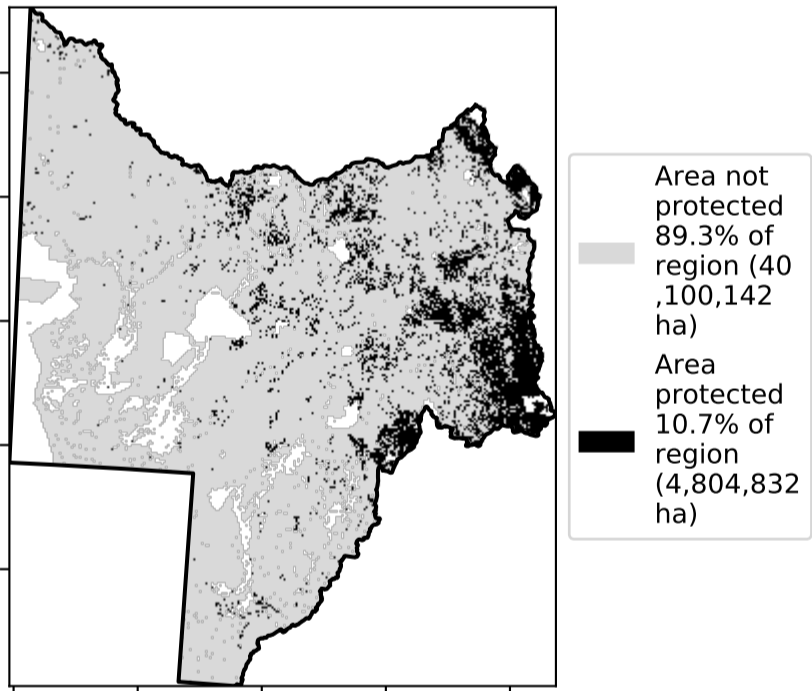 Area not
protected
89.3% of
region (40
,100,142
ha)
Area
protected
10.7% of
region
(4,804,832
ha)